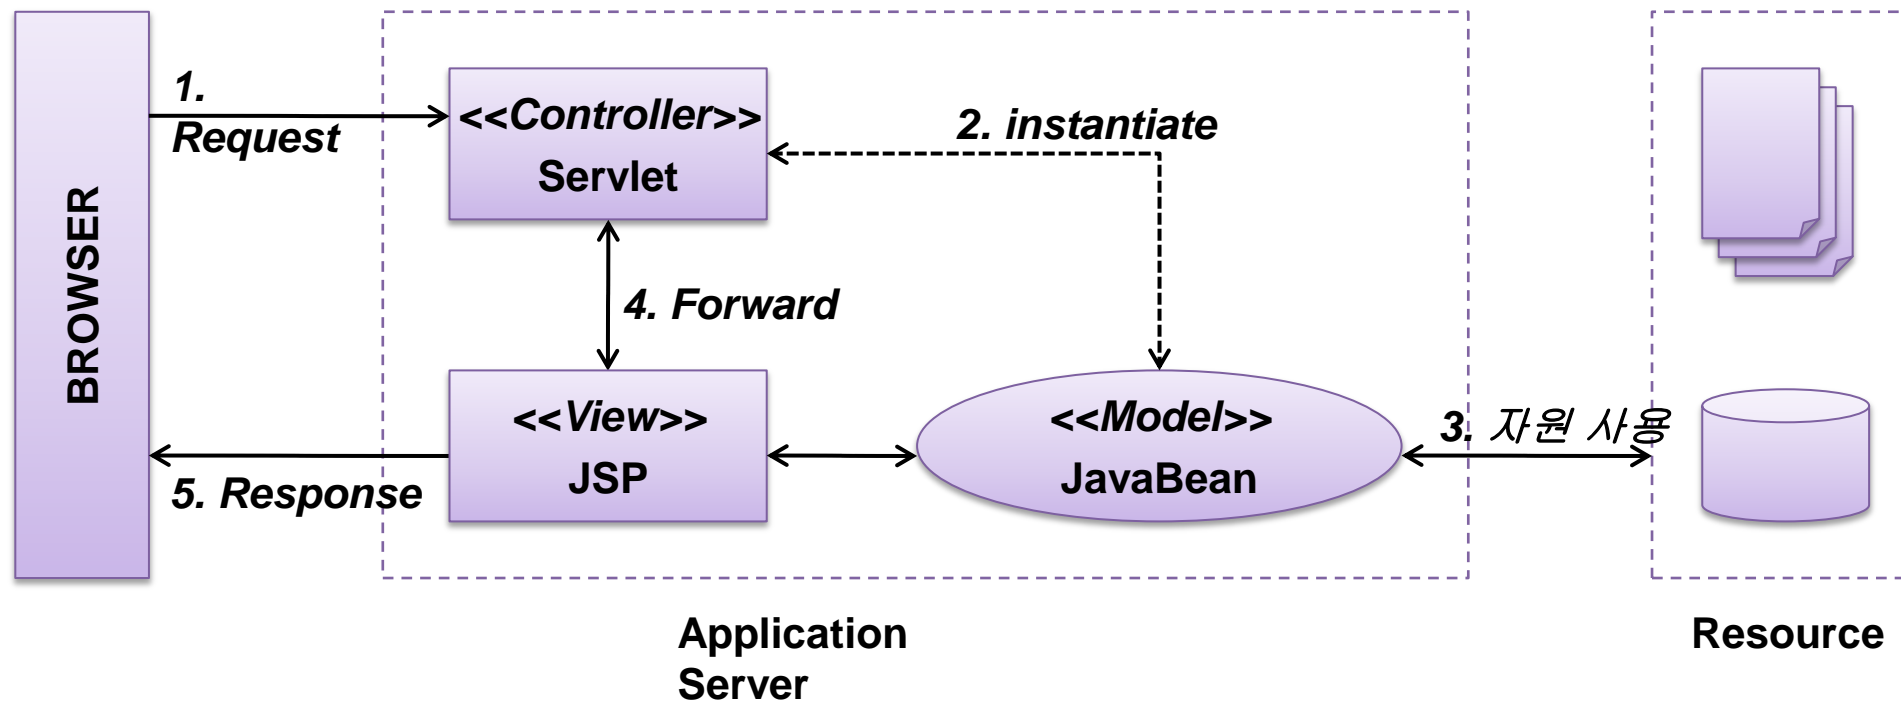 BROWSER
1.
Request
<<Controller>>
Servlet
2. instantiate
4. Forward
<<View>>
JSP
<<Model>>
JavaBean
3. 자원 사용
5. Response
Application
Server
Resource